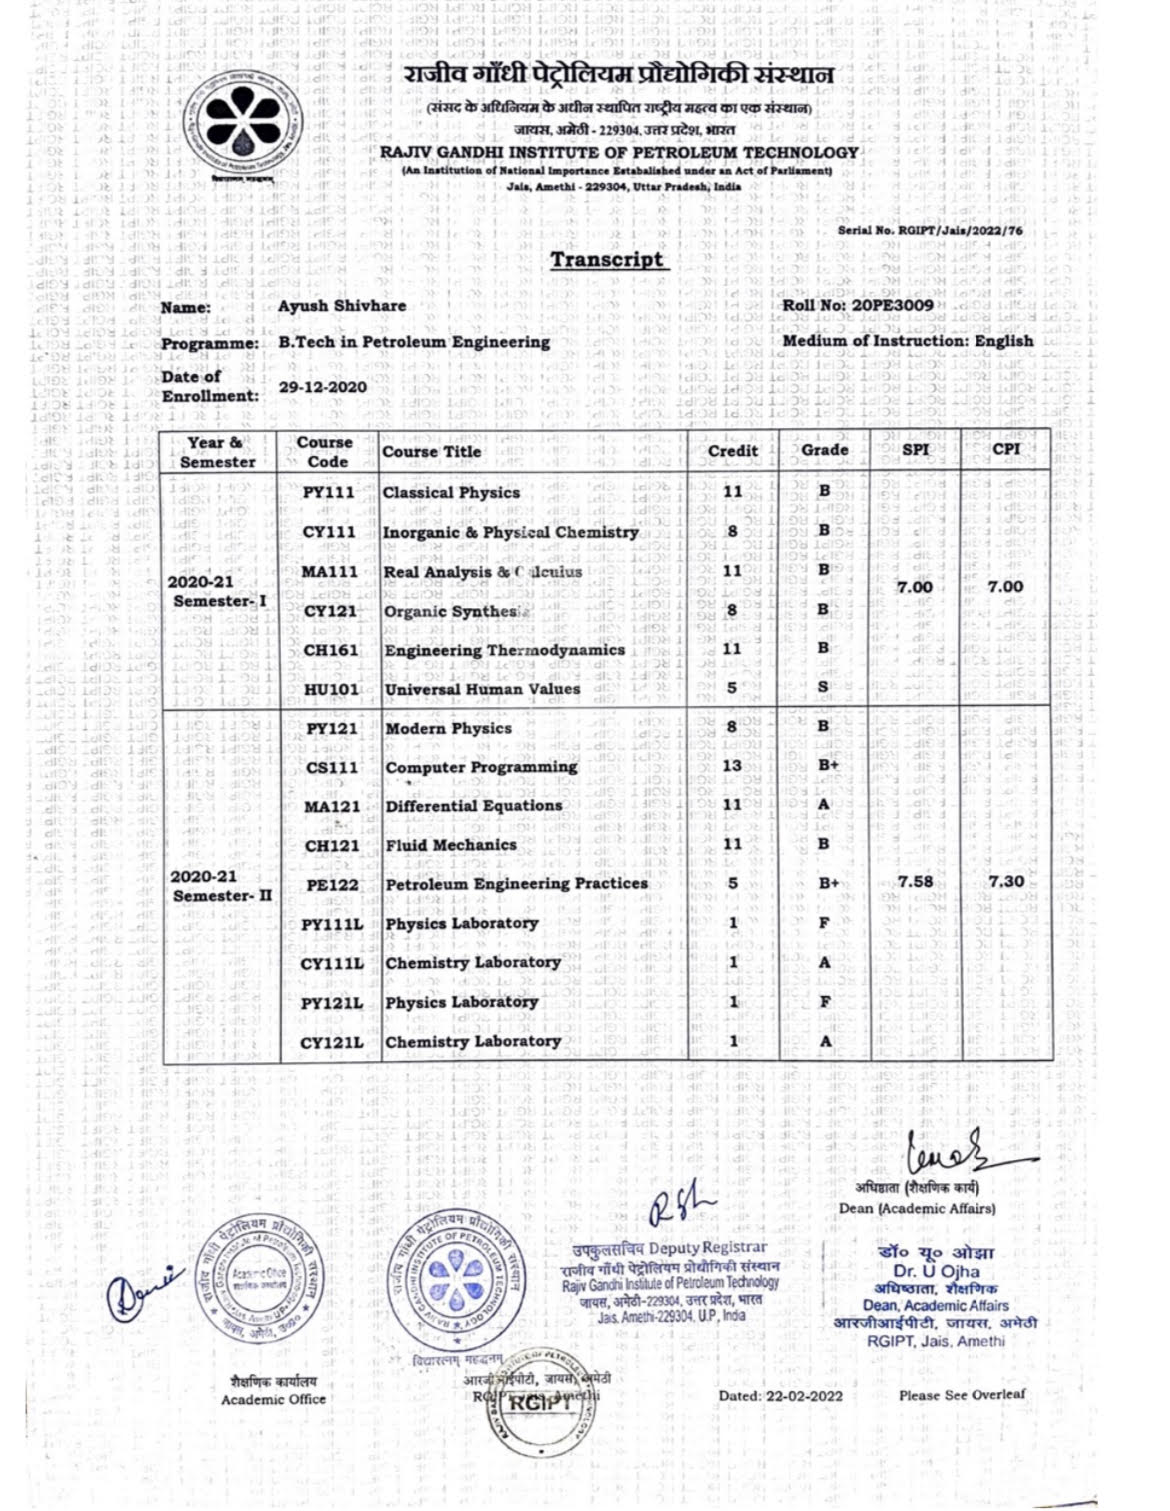 राजीव गाँधी पेट्रोलियम प्रौद्योगिकी संस्थान
(संसद के अधिनियम के अधीन स्थापित राष्ट्रीय महत्व का एक संस्थान)
जायस, अमेठी - 229304, उत्तर प्रदेश, भारत
RAJIV GANDHI INSTITUTE OF PETROLEUM TECHNOLOGY
(An Institution of National Importance Estabalished under an Act of Parliament)
Jais, Amethi - 229304, Uttar Pradesh, India
Serial No. RGIPT/Jais/2022/76
Transcript
Name: Ayush Shivhare Roll No: 20PE3009
Programme: B.Tech in Petroleum Engineering Medium of Instruction: English
Date of Enrollment: 29-12-2020
Year & Semester Course Code Course Title Credit Grade SPI CPI
2020-21 Semester- I 7.00 7.00
PY111 Classical Physics 11 B
CY111 Inorganic & Physical Chemistry 8 B
MA111 Real Analysis & C lculus 11 B
CY121 Organic Synthesis 8 B
CH161 Engineering Thermodynamics 11 B
HU101 Universal Human Values 5 S
2020-21 Semester- II 7.58 7.30
PY121 Modern Physics 8 B
CS111 Computer Programming 13 B+
MA121 Differential Equations 11 A
CH121 Fluid Mechanics 11 B
PE122 Petroleum Engineering Practices 5 B+
PY111L Physics Laboratory 1 F
CY111L Chemistry Laboratory 1 A
PY121L Physics Laboratory 1 F
CY121L Chemistry Laboratory 1 A
अधिष्ठाता (शैक्षणिक कार्य)
Dean (Academic Affairs)
उपकुलसचिव Deputy Registrar
राजीव गाँधी पेट्रोलियम प्रौद्योगिकी संस्थान
Rajiv Gandhi Institute of Petroleum Technology
जायस, अमेठी-229304, उत्तर प्रदेश, भारत
Jais, Amethi-229304, U.P, India
डॉ० यू० ओझा
Dr. U Ojha
अधिष्ठाता, शैक्षणिक
Dean, Academic Affairs
आरजीआईपीटी, जायस, अमेठी
RGIPT, Jais, Amethi
Academic Office
विद्यारत्नम् महद्धनम्
आरजीआईपीटी, जायस, अमेठी
RGIPT Jais, Amethi
RGIPT
शैक्षणिक कार्यालय
Academic Office
Dated: 22-02-2022
Please See Overleaf